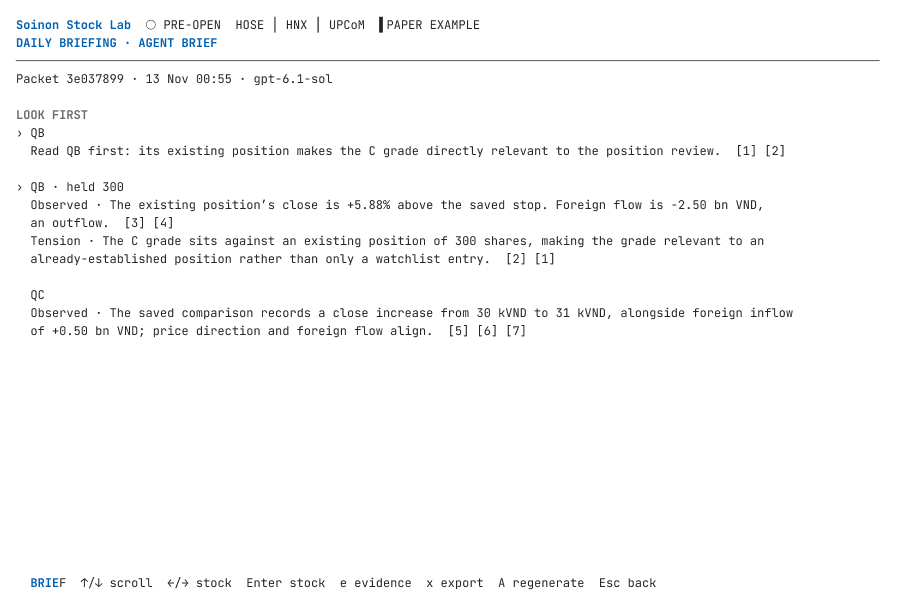 Soinon Stock Lab ○ PRE-OPEN HOSE │ HNX │ UPCoM ▌PAPER EXAMPLE
DAILY BRIEFING · AGENT BRIEF
Packet 3e037899 · 13 Nov 00:55 · gpt-6.1-sol
LOOK FIRST
› QB
Read QB first: its existing position makes the C grade directly relevant to the position review. [1] [2]
› QB · held 300
Observed · The existing position’s close is +5.88% above the saved stop. Foreign flow is -2.50 bn VND,
an outflow. [3] [4]
Tension · The C grade sits against an existing position of 300 shares, making the grade relevant to an
already-established position rather than only a watchlist entry. [2] [1]
QC
Observed · The saved comparison records a close increase from 30 kVND to 31 kVND, alongside foreign inflow
of +0.50 bn VND; price direction and foreign flow align. [5] [6] [7]
BRIEF ↑/↓ scroll ←/→ stock Enter stock e evidence x export A regenerate Esc back